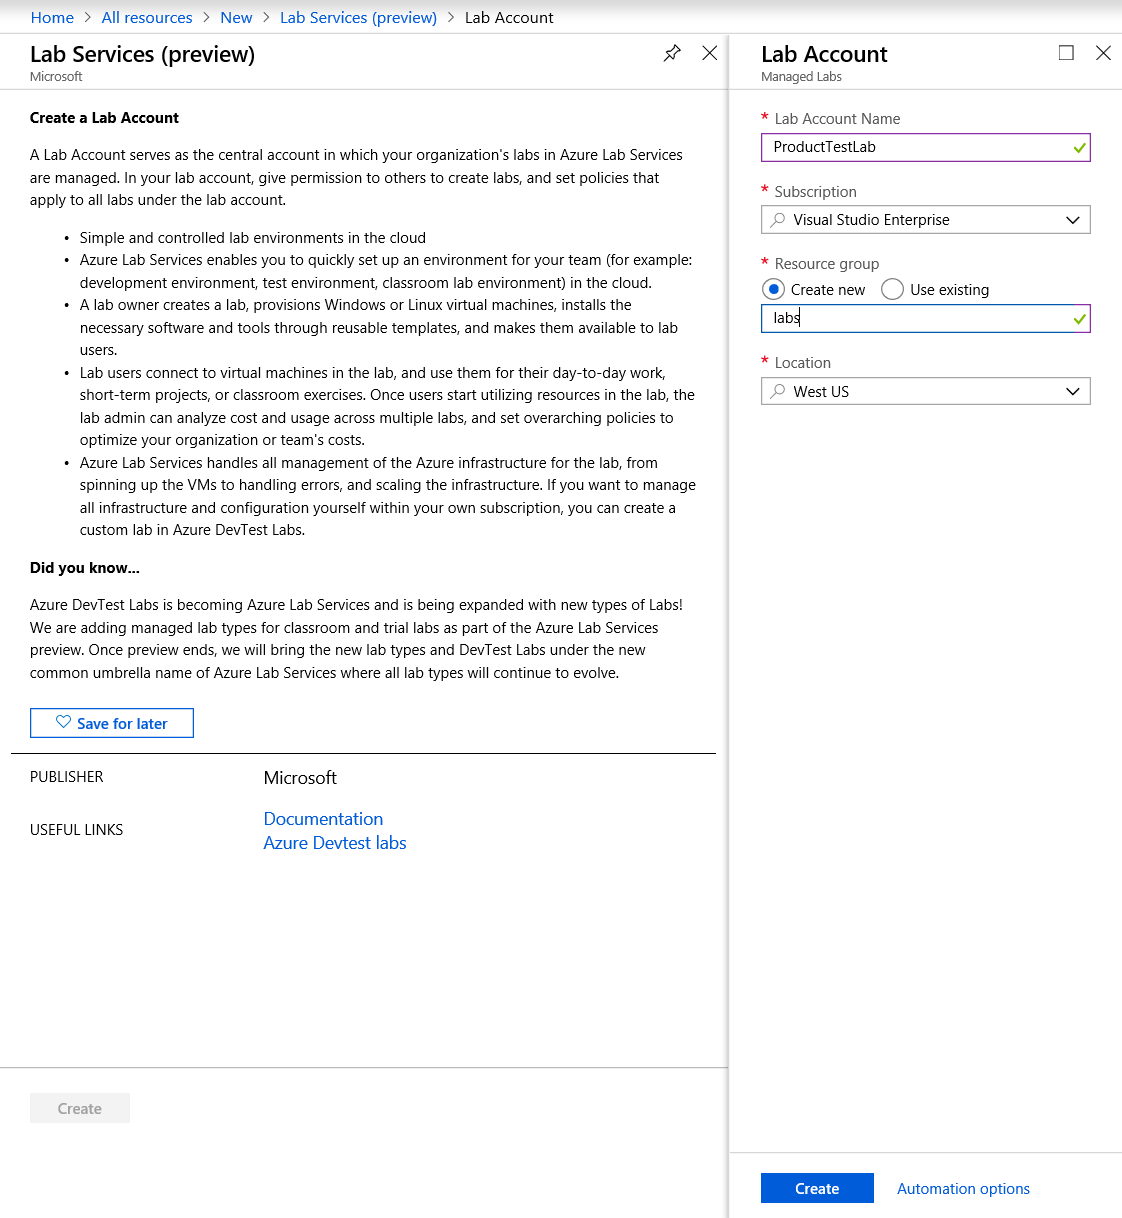 Home > All resources > New > Lab Services (preview) > Lab Account
Lab Services (preview)
Microsoft
Create a Lab Account
A Lab Account serves as the central account in which your organization's labs in Azure Lab Services
are managed. In your lab account, give permission to others to create labs, and set policies that
apply to all labs under the lab account.
• Simple and controlled lab environments in the cloud
• Azure Lab Services enables you to quickly set up an environment for your team (for example:
development environment, test environment, classroom lab environment) in the cloud.
• A lab owner creates a lab, provisions Windows or Linux virtual machines, installs the
necessary software and tools through reusable templates, and makes them available to lab
users.
• Lab users connect to virtual machines in the lab, and use them for their day-to-day work,
short-term projects, or classroom exercises. Once users start utilizing resources in the lab, the
lab admin can analyze cost and usage across multiple labs, and set overarching policies to
optimize your organization or team's costs.
• Azure Lab Services handles all management of the Azure infrastructure for the lab, from
spinning up the VMs to handling errors, and scaling the infrastructure. If you want to manage
all infrastructure and configuration yourself within your own subscription, you can create a
custom lab in Azure DevTest Labs.
Did you know...
Azure DevTest Labs is becoming Azure Lab Services and is being expanded with new types of Labs!
We are adding managed lab types for classroom and trial labs as part of the Azure Lab Services
preview. Once preview ends, we will bring the new lab types and DevTest Labs under the new
common umbrella name of Azure Lab Services where all lab types will continue to evolve.
Save for later
PUBLISHER
Microsoft
USEFUL LINKS
Documentation
Azure Devtest labs
Create
Lab Account
Managed Labs
* Lab Account Name
ProductTestLab
* Subscription
Visual Studio Enterprise
* Resource group
Create new Use existing
labs
* Location
West US
Create Automation options